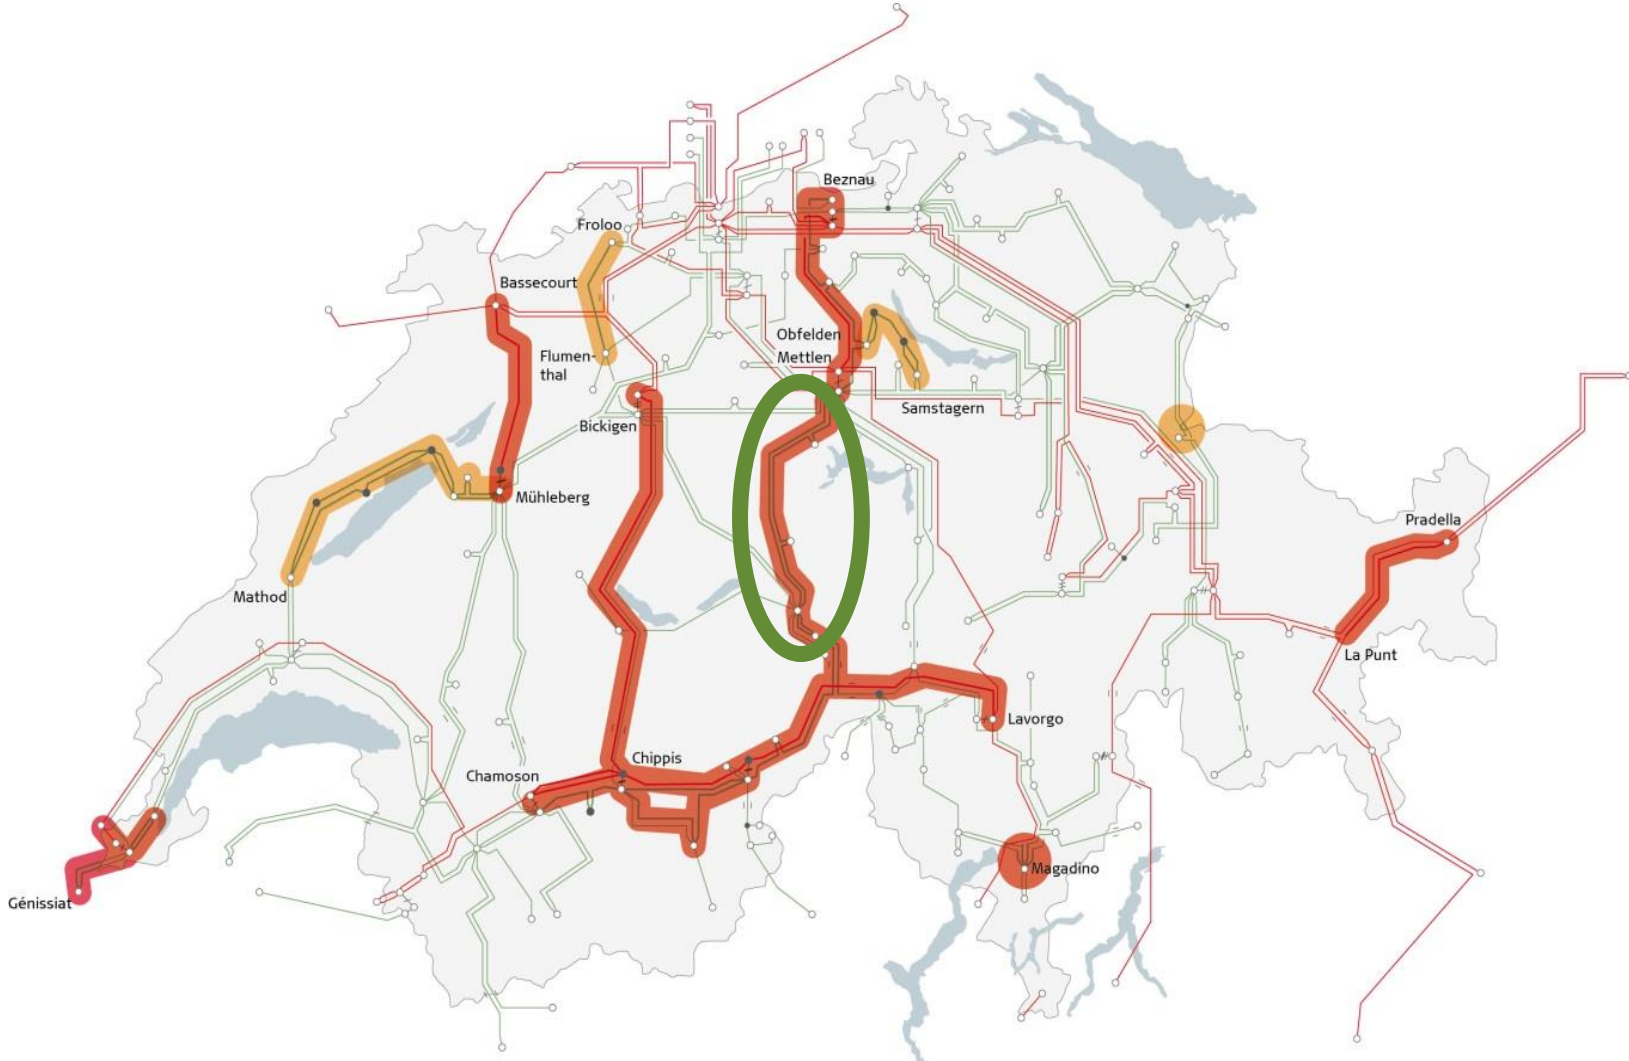 Beznau
Froloo
Bassecourt
Obfelden
Mettlen
Flumen-
thal
Samstagern
Bickigen
Mühleberg
Pradella
Mathod
La Punt
Lavorgo
Chippis
Chamoson
Magadino
Génissiat